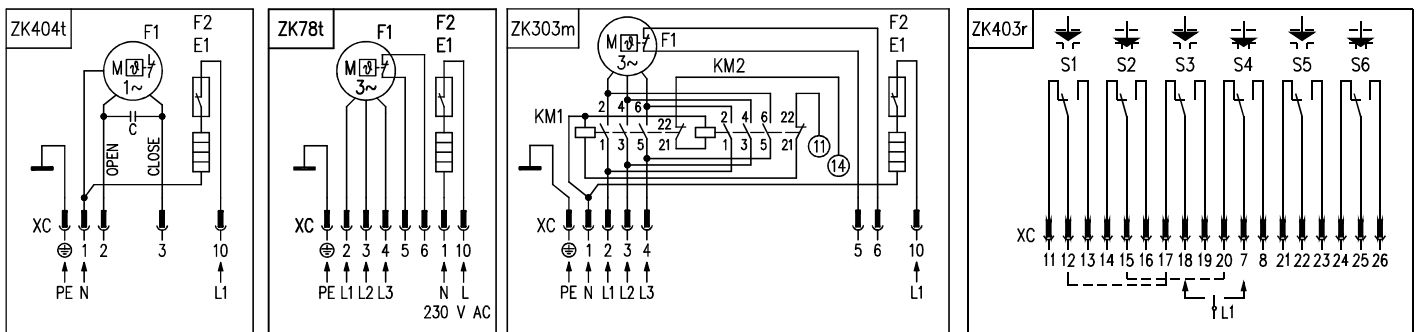 ZK404t
F1
F2
E1
M ϑ
1~
C
OPEN
CLOSE
XC
1 2 3 10
PE N L1
ZK78t
F1
F2
E1
M ϑ
3~
XC
2 3 4 5 6 1 10
PE L1 L2 L3 N L
230 V AC
ZK303m
F1
F2
E1
M ϑ
3~
KM2
2 4 6 2 4 6 22
KM1
22
1 3 5 21 1 3 5 21
11
14
XC
1 2 3 4 5 6 10
PE N L1 L2 L3 L1
ZK403r
S1 S2 S3 S4 S5 S6
XC
11 12 13 14 15 16 17 18 19 20 7 8 21 22 23 24 25 26
L1